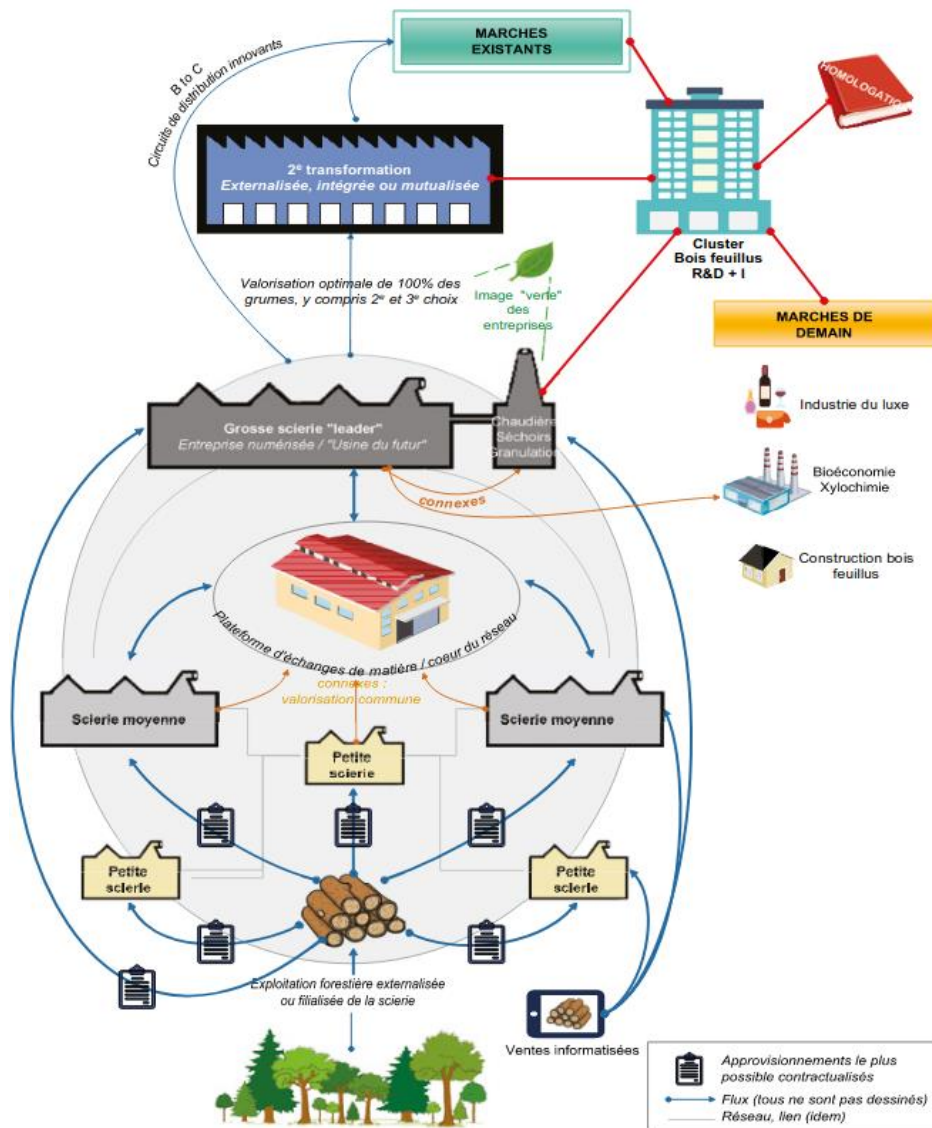 MARCHES
EXISTANTS
B to C
Circuits de distribution innovants
HOMOLOGATION
2e transformation
Externalisée, intégrée ou mutualisée
Cluster
Bois feuillus
R&D + I
Valorisation optimale de 100% des
grumes, y compris 2e et 3e choix
Image "verte"
des
entreprises
MARCHES DE
DEMAIN
Industrie du luxe
Grosse scierie "leader"
Entreprise numérisée / "Usine du futur"
Chaudière
Séchoirs
Granulation
connexes
Bioéconomie
Xylochimie
Construction bois
feuillus
Plateforme d'échanges de matière / coeur du réseau
connexes :
valorisation commune
Scierie moyenne
Scierie moyenne
Petite
scierie
Petite
scierie
Petite
scierie
Exploitation forestière externalisée
ou filialisée de la scierie
Ventes informatisées
Approvisionnements le plus
possible contractualisés
Flux (tous ne sont pas dessinés)
Réseau, lien (idem)